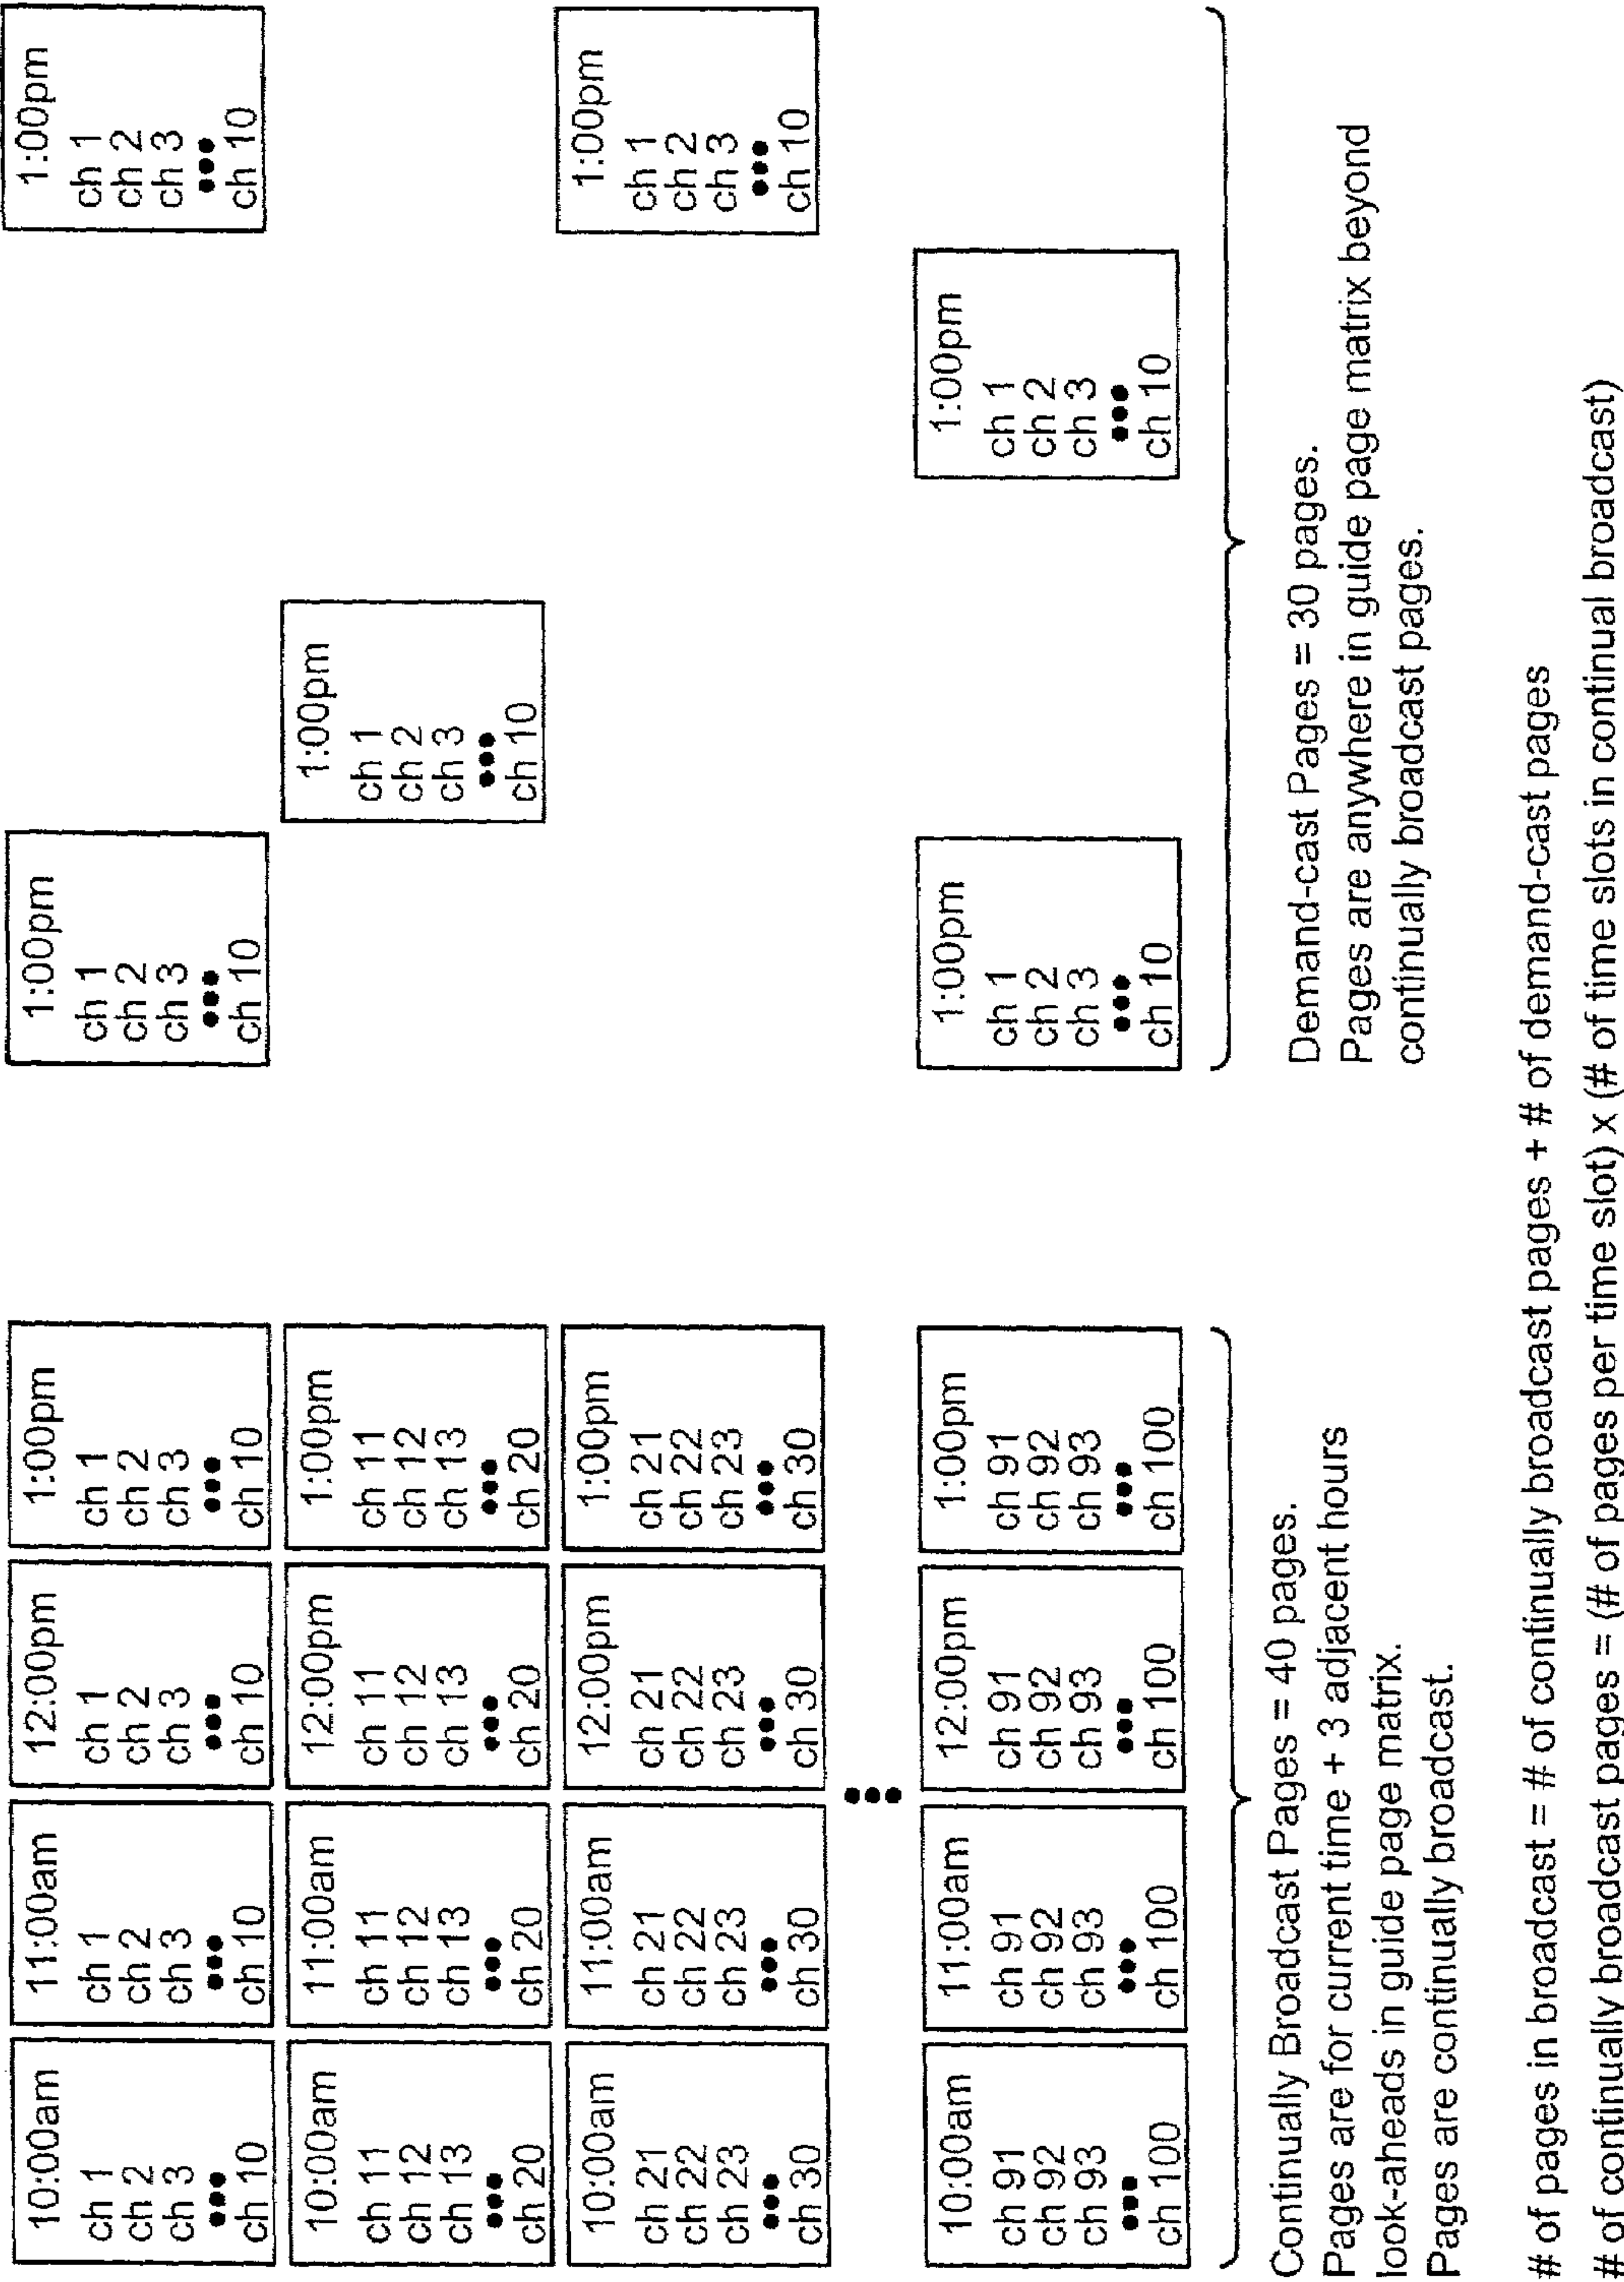 10:00am
ch 1
ch 2
ch 3
•••
ch 10
11:00am
ch 1
ch 2
ch 3
•••
ch 10
12:00pm
ch 1
ch 2
ch 3
•••
ch 10
1:00pm
ch 1
ch 2
ch 3
•••
ch 10
10:00am
ch 11
ch 12
ch 13
•••
ch 20
11:00am
ch 11
ch 12
ch 13
•••
ch 20
12:00pm
ch 11
ch 12
ch 13
•••
ch 20
1:00pm
ch 11
ch 12
ch 13
•••
ch 20
10:00am
ch 21
ch 22
ch 23
•••
ch 30
11:00am
ch 21
ch 22
ch 23
•••
ch 30
12:00pm
ch 21
ch 22
ch 23
•••
ch 30
1:00pm
ch 21
ch 22
ch 23
•••
ch 30
•••
10:00am
ch 91
ch 92
ch 93
•••
ch 100
11:00am
ch 91
ch 92
ch 93
•••
ch 100
12:00pm
ch 91
ch 92
ch 93
•••
ch 100
1:00pm
ch 91
ch 92
ch 93
•••
ch 100
Continually Broadcast Pages = 40 pages.
Pages are for current time + 3 adjacent hours
look-aheads in guide page matrix.
Pages are continually broadcast.
1:00pm
ch 1
ch 2
ch 3
•••
ch 10
1:00pm
ch 1
ch 2
ch 3
•••
ch 10
1:00pm
ch 1
ch 2
ch 3
•••
ch 10
1:00pm
ch 1
ch 2
ch 3
•••
ch 10
1:00pm
ch 1
ch 2
ch 3
•••
ch 10
1:00pm
ch 1
ch 2
ch 3
•••
ch 10
Demand-cast Pages = 30 pages.
Pages are anywhere in guide page matrix beyond
continually broadcast pages.
# of pages in broadcast = # of continually broadcast pages + # of demand-cast pages
# of continually broadcast pages = (# of pages per time slot) x (# of time slots in continual broadcast)